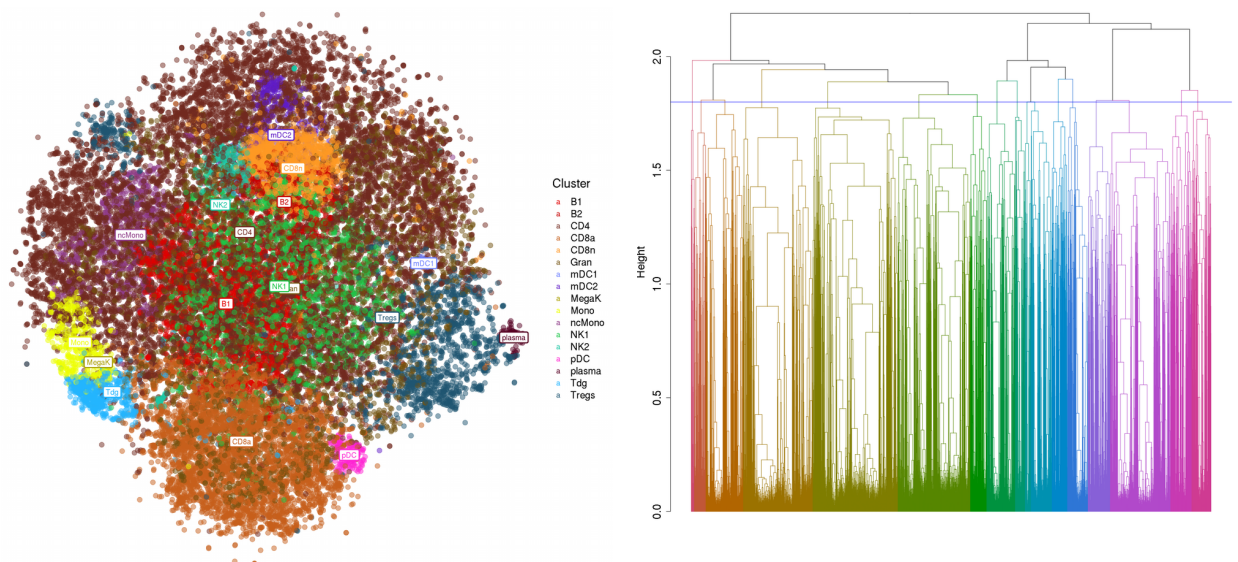 mDC2
CD8n
NK2
B2
CD4
ncMono
mDC1
NK1
an
B1
Tregs
plasma
MegaK
Tdg
CD8a
pDC
Cluster
B1
B2
CD4
CD8a
CD8n
Gran
mDC1
mDC2
MegaK
Mono
ncMono
NK1
NK2
pDC
plasma
Tdg
Tregs
Height
2.0
1.5
1.0
0.5
0.0